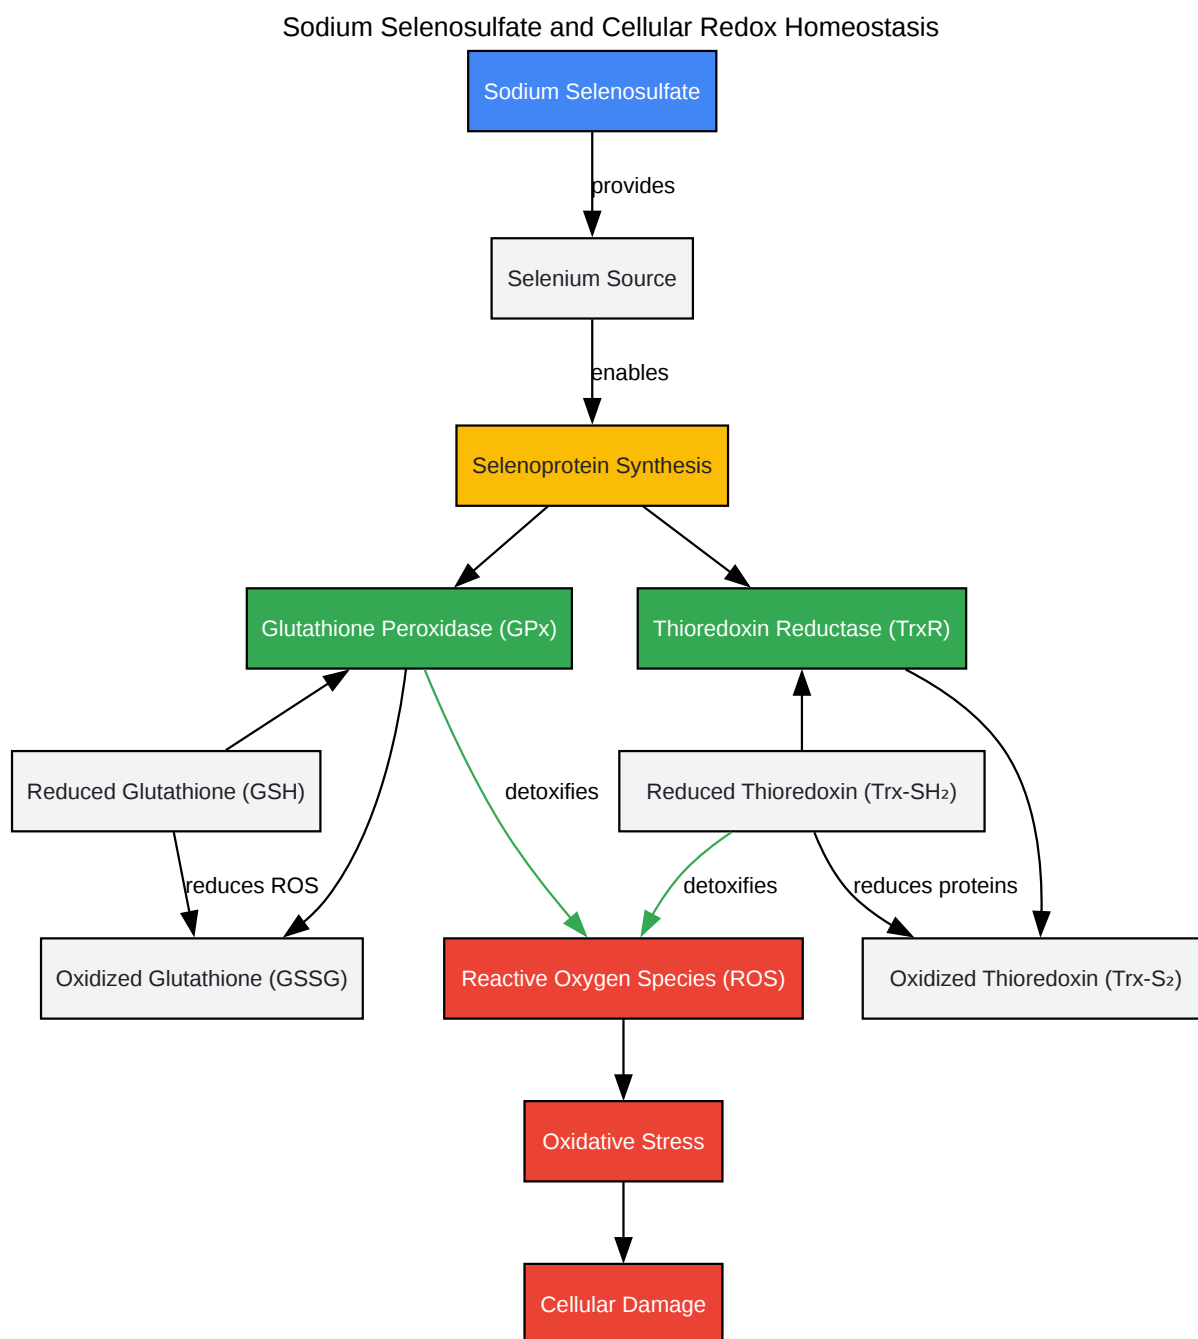 Sodium Selenosulfate and Cellular Redox Homeostasis
Sodium Selenosulfate
provides
Selenium Source
enables
Selenoprotein Synthesis
Glutathione Peroxidase (GPx)
Thioredoxin Reductase (TrxR)
Reduced Glutathione (GSH)
detoxifies
Reduced Thioredoxin (Trx-SH₂)
reduces ROS
detoxifies
reduces proteins
Oxidized Glutathione (GSSG)
Reactive Oxygen Species (ROS)
Oxidized Thioredoxin (Trx-S₂)
Oxidative Stress
Cellular Damage